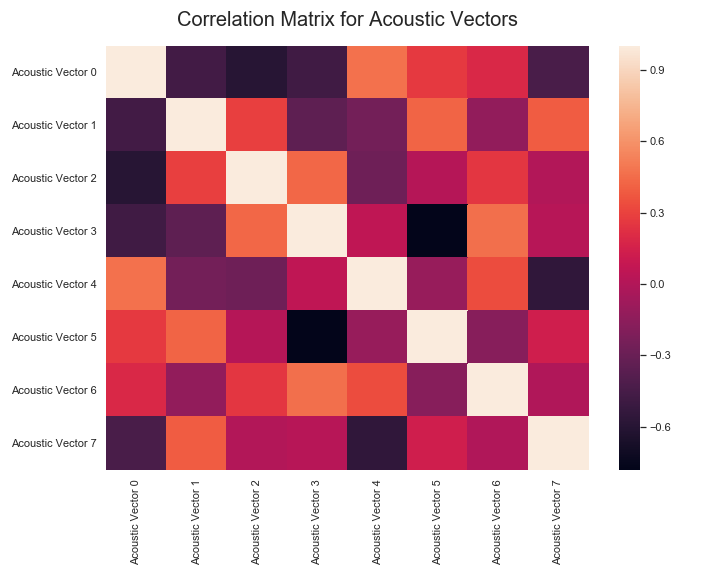 Correlation Matrix for Acoustic Vectors
Acoustic Vector 0
Acoustic Vector 1
Acoustic Vector 2
Acoustic Vector 3
Acoustic Vector 4
Acoustic Vector 5
Acoustic Vector 6
Acoustic Vector 7
Acoustic Vector 0
Acoustic Vector 1
Acoustic Vector 2
Acoustic Vector 3
Acoustic Vector 4
Acoustic Vector 5
Acoustic Vector 6
Acoustic Vector 7
0.9
0.6
0.3
0.0
−0.3
−0.6